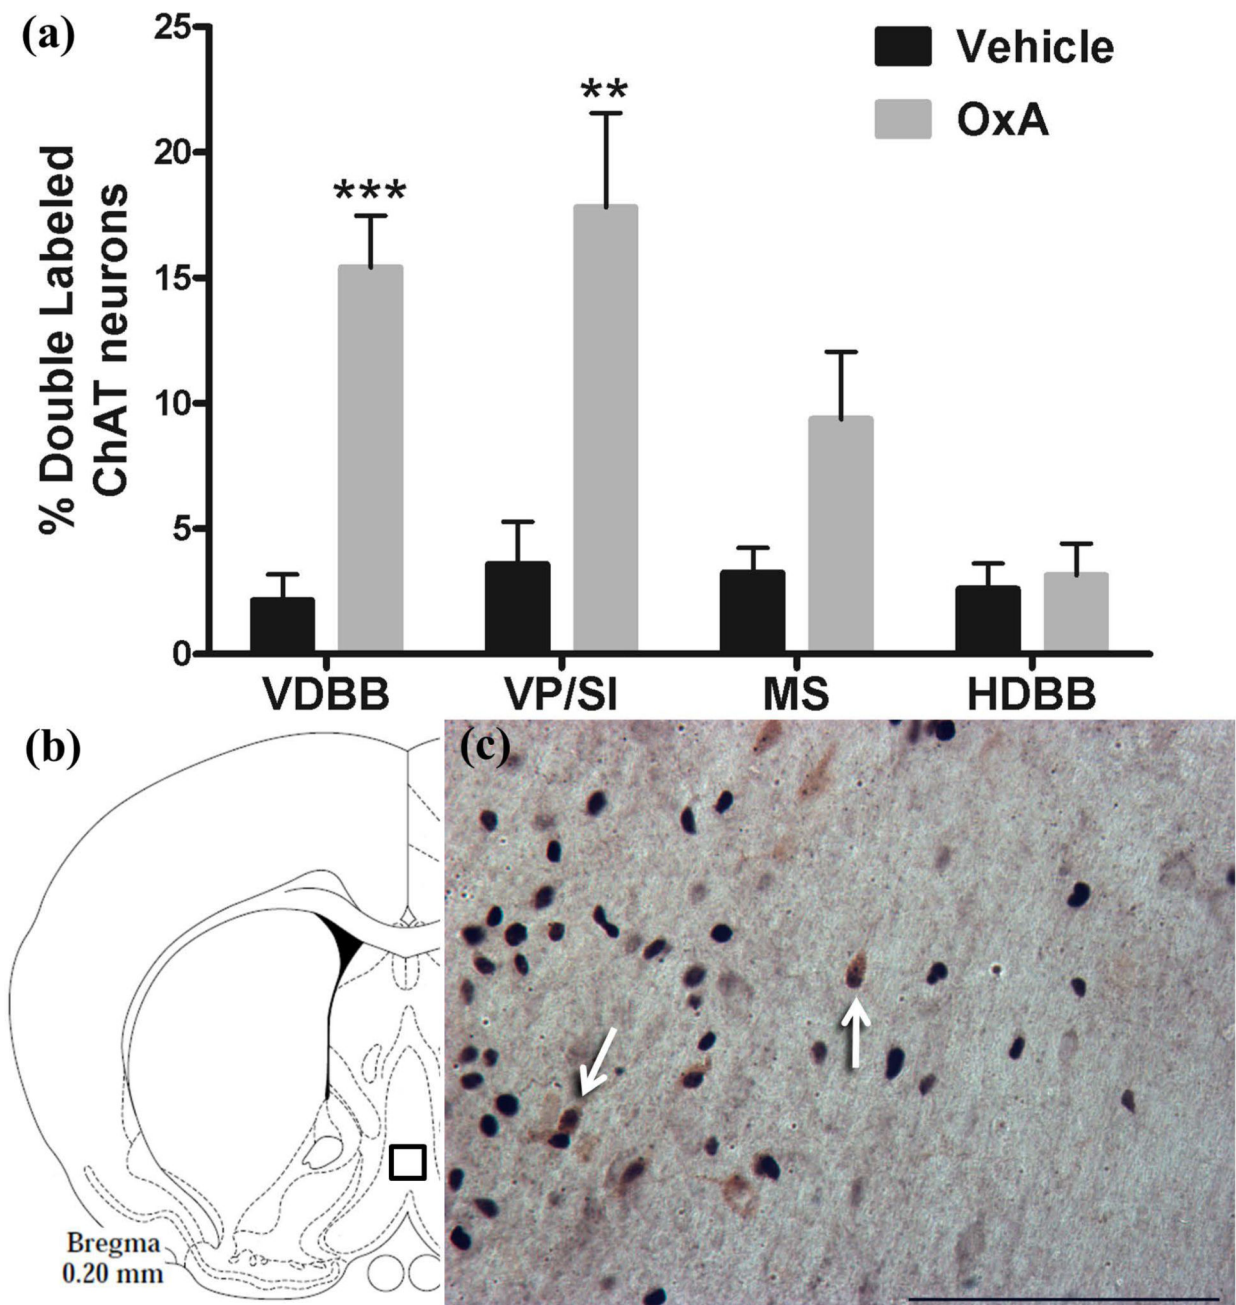 (a)
25
20
15
10
5
0
% Double Labeled
ChAT neurons
Vehicle
OxA
***
**
VDBB VP/SI MS HDBB
(b)
Bregma
0.20 mm
(c)